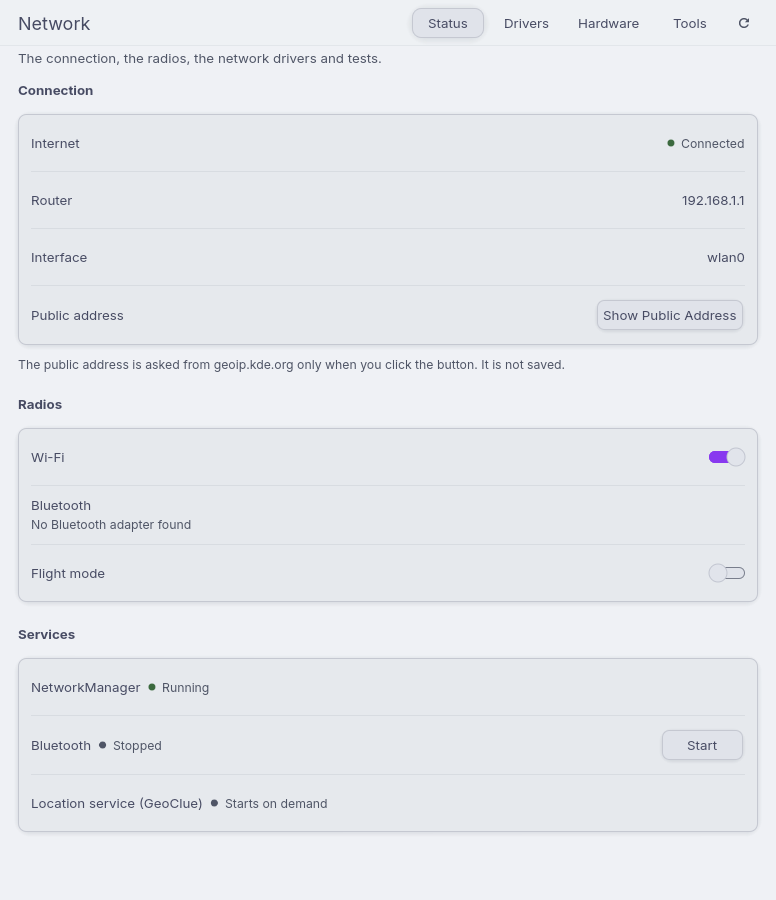 Network
Status
Drivers
Hardware
Tools
The connection, the radios, the network drivers and tests.
Connection
Internet
Connected
Router
192.168.1.1
Interface
wlan0
Public address
Show Public Address
The public address is asked from geoip.kde.org only when you click the button. It is not saved.
Radios
Wi-Fi
Bluetooth
No Bluetooth adapter found
Flight mode
Services
NetworkManager
Running
Bluetooth
Stopped
Start
Location service (GeoClue)
Starts on demand